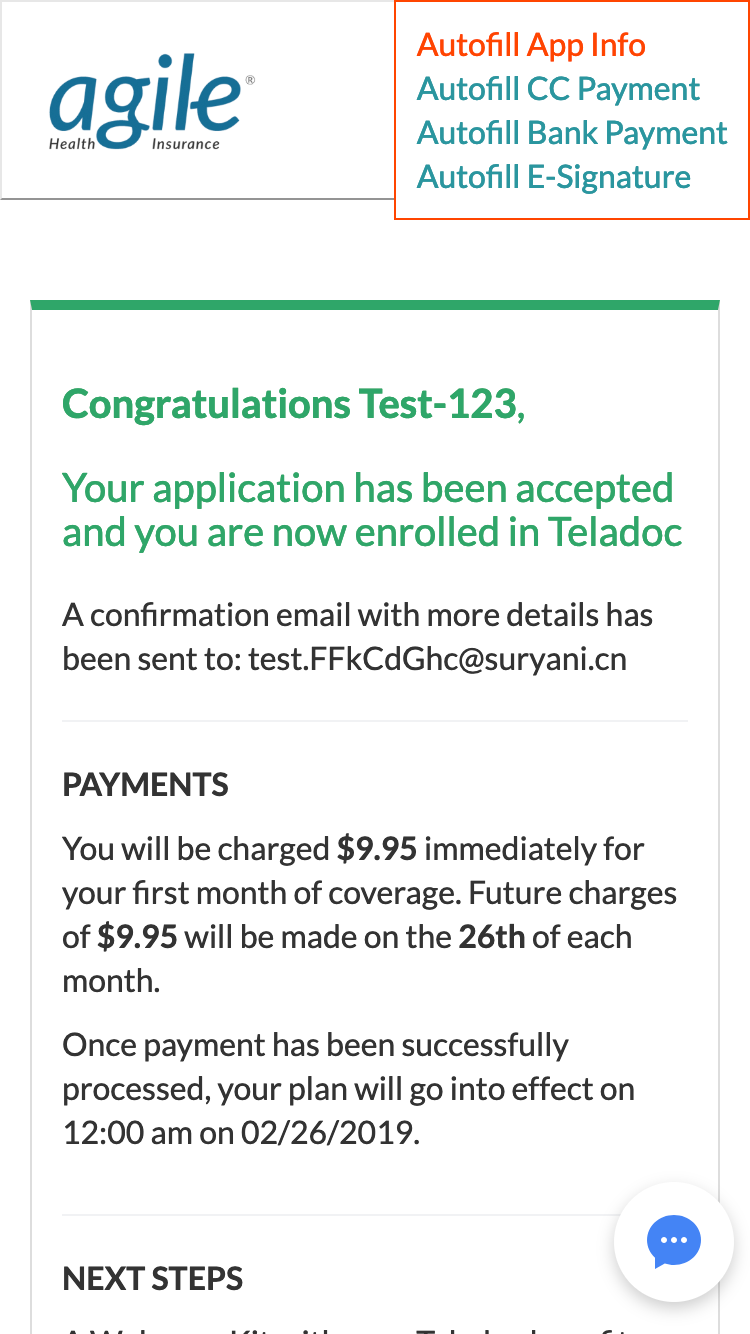 agile®
Health Insurance
Autofill App Info
Autofill CC Payment
Autofill Bank Payment
Autofill E-Signature
Congratulations Test-123,
Your application has been accepted
and you are now enrolled in Teladoc
A confirmation email with more details has
been sent to: test.FFkCdGhc@suryani.cn
PAYMENTS
You will be charged $9.95 immediately for
your first month of coverage. Future charges
of $9.95 will be made on the 26th of each
month.
Once payment has been successfully
processed, your plan will go into effect on
12:00 am on 02/26/2019.
NEXT STEPS